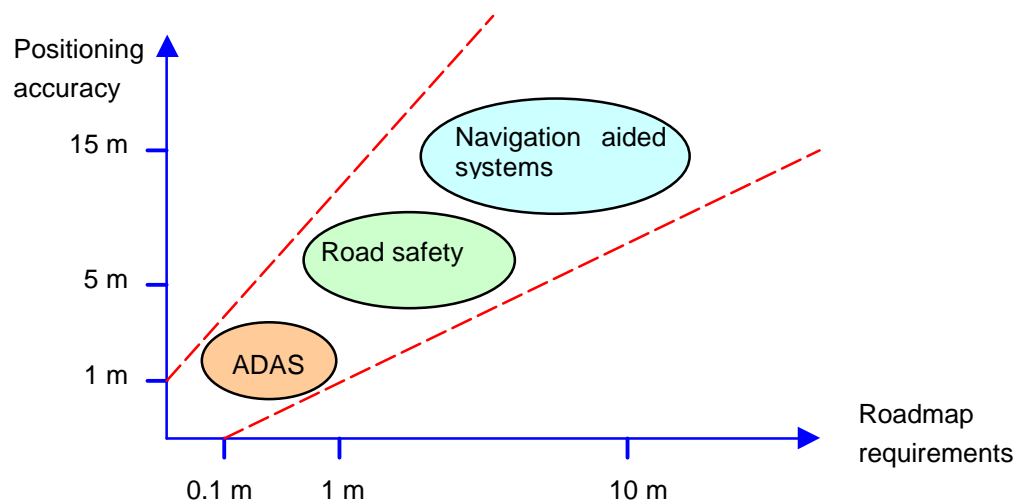 Positioning
accuracy
15 m
Navigation aided
systems
Road safety
5 m
ADAS
1 m
Roadmap
requirements
0.1 m
1 m
10 m